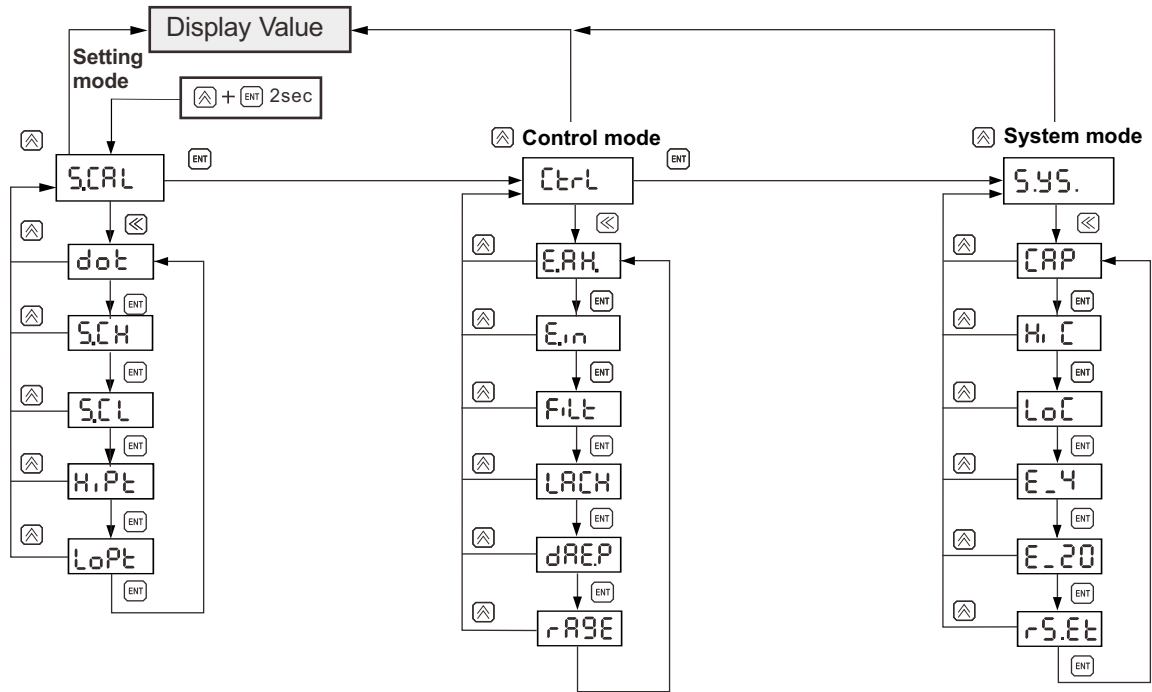 Display Value
Setting
mode
+ ENT 2sec
Control mode
System mode
ENT
ENT
S.CAL
CtrL
S.YS.
dot
E.AH.
CAP
ENT
ENT
ENT
S.CH
E.in
Hi C
ENT
ENT
ENT
S.CL
FiLt
LoC
ENT
ENT
ENT
HiPt
LACH
E_4
ENT
ENT
ENT
LoPt
dAE.P
E_20
ENT
ENT
ENT
rAgE
rS.Et
ENT